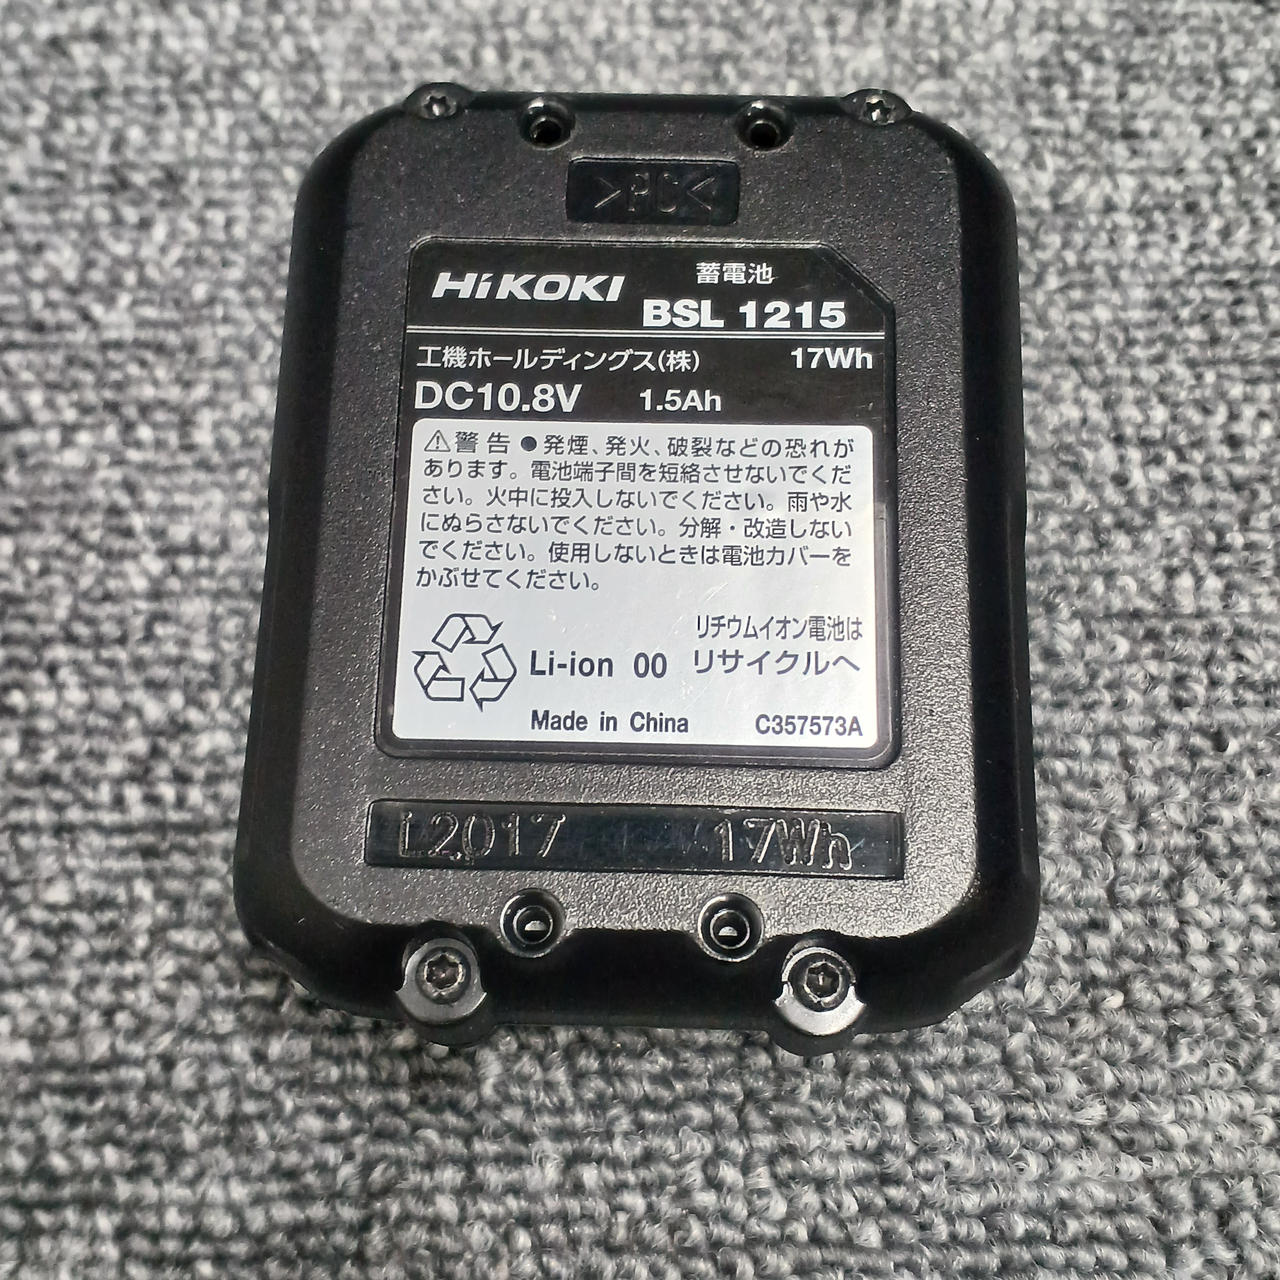 >PC<
HiKOKI
蓄電池
BSL 1215
工機ホールディングス(株) 17Wh
DC10.8V 1.5Ah
⚠警告 ●発煙、発火、破裂などの恐れが
あります。電池端子間を短絡させないでくだ
さい。火中に投入しないでください。雨や水
にぬらさないでください。分解・改造しない
でください。使用しないときは電池カバーを
かぶせてください。
リチウムイオン電池は
Li-ion 00 リサイクルへ
Made in China C357573A
L2017 17Wh